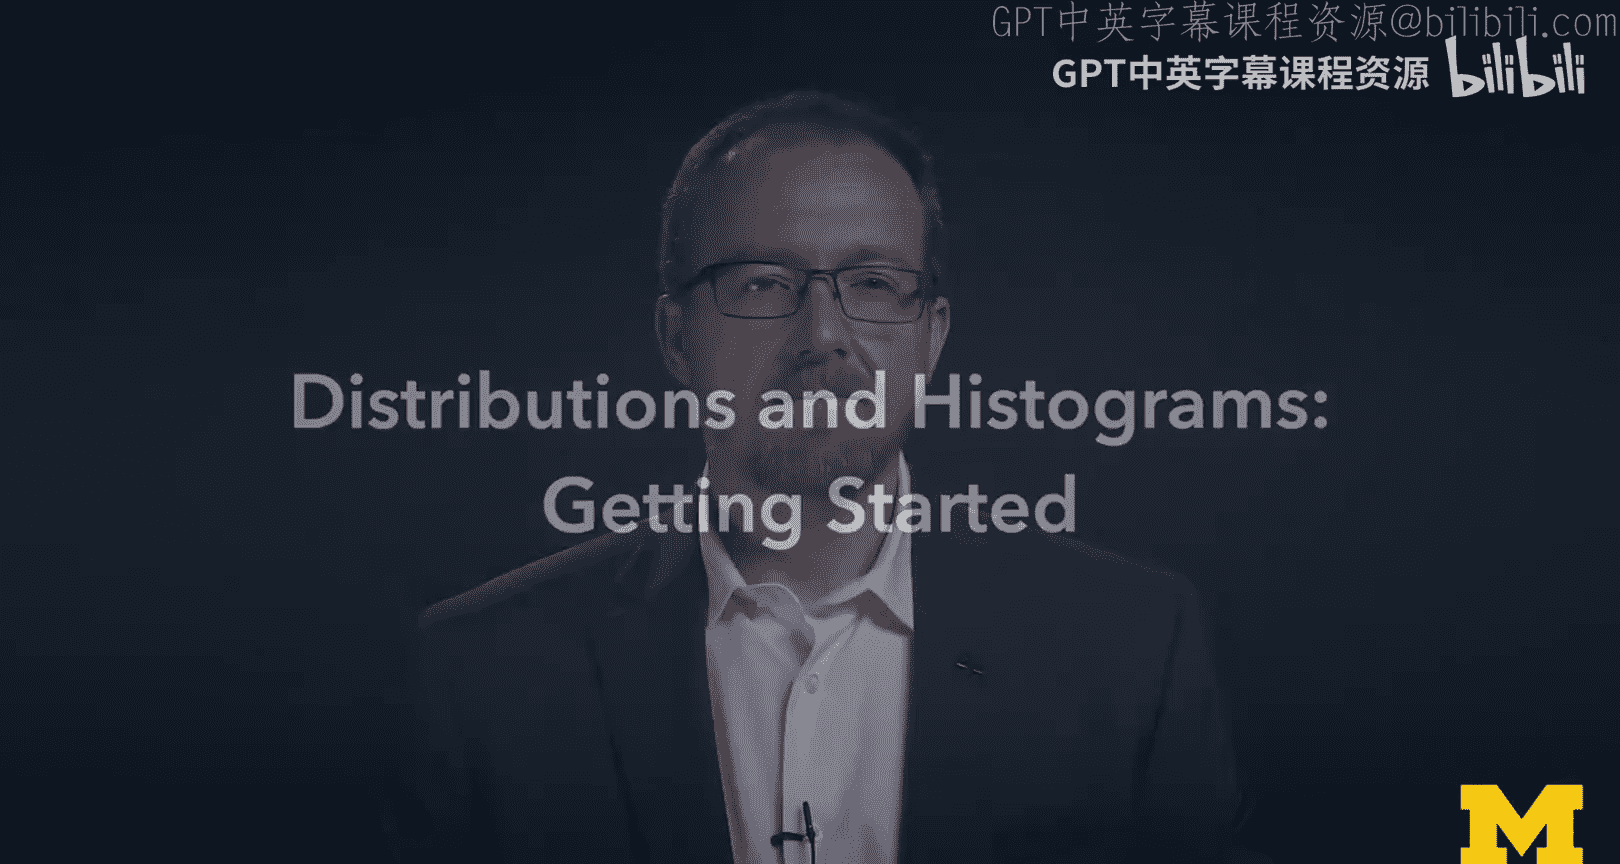 GPT中英字幕课程资源@bilibili.com
GPT中英字幕课程资源 bilibili
Distributions and Histograms:
Getting Started
M